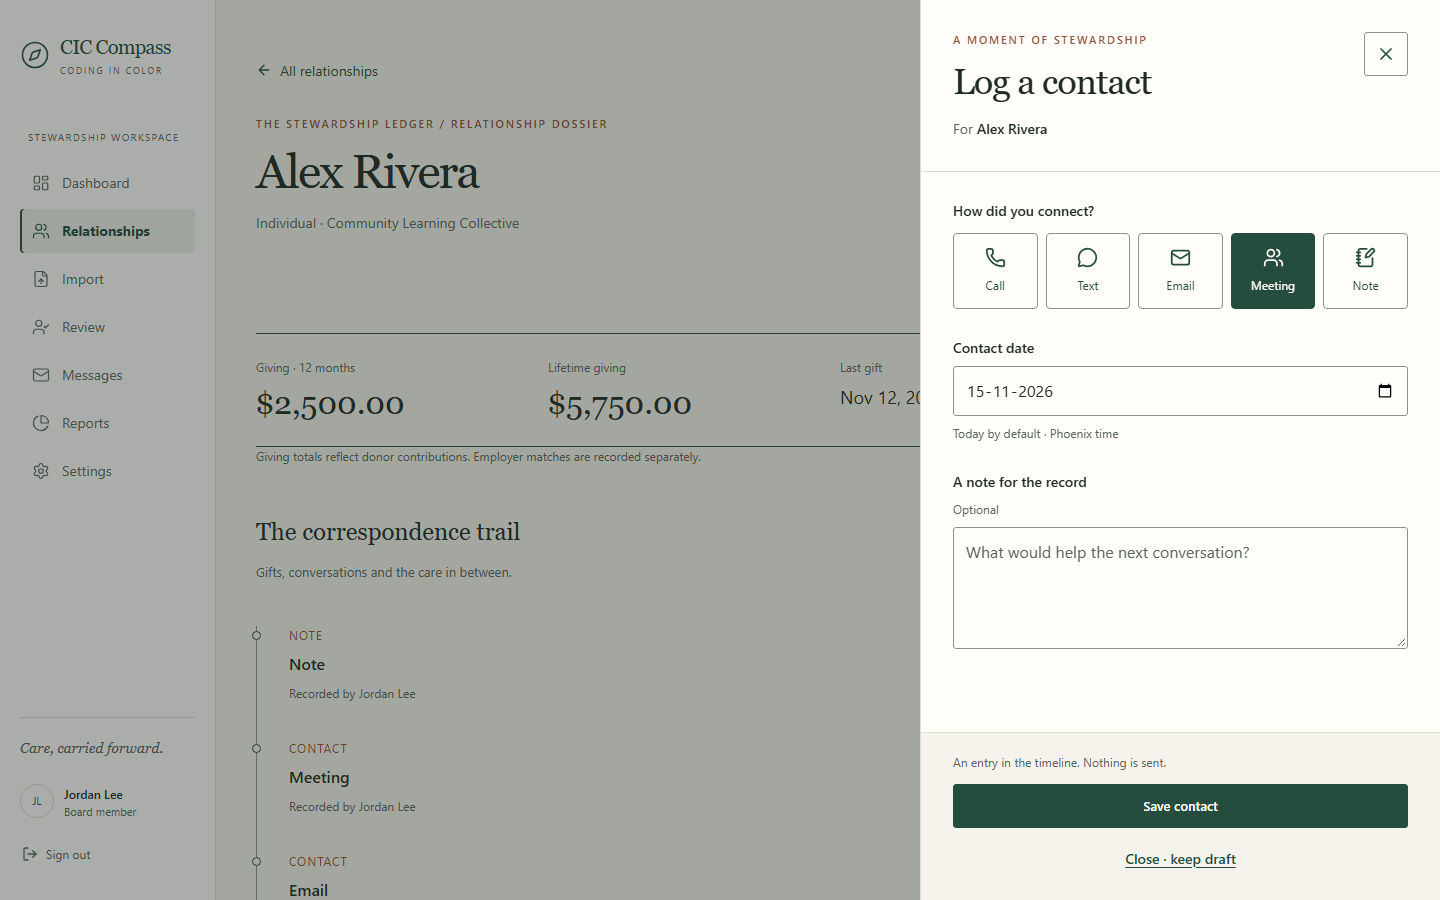 CIC Compass
CODING IN COLOR
STEWARDSHIP WORKSPACE
Dashboard
Relationships
Import
Review
Messages
Reports
Settings
Care, carried forward.
JL
Jordan Lee
Board member
Sign out
All relationships
THE STEWARDSHIP LEDGER / RELATIONSHIP DOSSIER
Alex Rivera
Individual · Community Learning Collective
Giving · 12 months
$2,500.00
Lifetime giving
$5,750.00
Last gift
Nov 12, 20
Giving totals reflect donor contributions. Employer matches are recorded separately.
The correspondence trail
Gifts, conversations and the care in between.
NOTE
Note
Recorded by Jordan Lee
CONTACT
Meeting
Recorded by Jordan Lee
CONTACT
Email
A MOMENT OF STEWARDSHIP
Log a contact
For Alex Rivera
How did you connect?
Call
Text
Email
Meeting
Note
Contact date
15-11-2026
Today by default · Phoenix time
A note for the record
Optional
What would help the next conversation?
An entry in the timeline. Nothing is sent.
Save contact
Close · keep draft